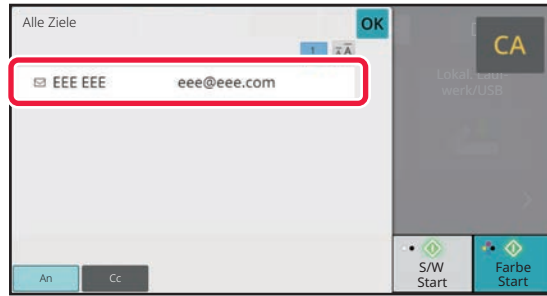 Alle Ziele
OK
1
CA
EEE EEE eee@eee.com
Lokal. Lauf-
werk/USB
An
Cc
S/W
Start
Farbe
Start